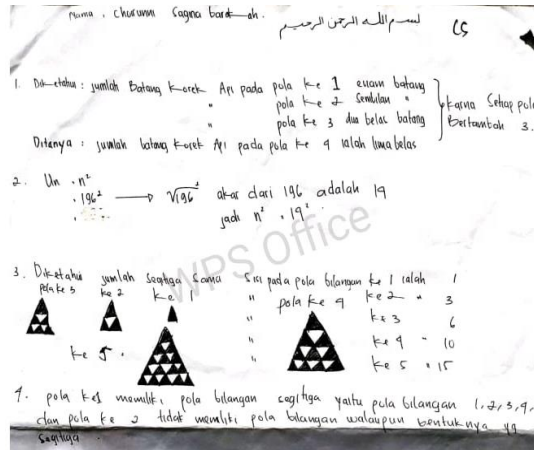 Nama : Churunni Sagina barokah.
بسم الله الرحمن الرحيم
1. Diketahui : jumlah Batang korek Api pada pola ke 1 enam batang
" pola ke 2 Sembilan "
" pola ke 3 dua belas batang
karna Setiap pola
Bertambah 3.
Ditanya : jumlah batang korek Api pada pola ke 4 ialah lima belas
2. Un . n²
. 196² → √196² akar dari 196 adalah 14
jadi n² . 14²
WPS Office
3. Diketahui jumlah Segitiga Sama Sisi pada pola bilangan ke 1 ialah 1
pola ke 3 ke 2 ke 1 " pola ke 4 ke 2 " 3
" ke 3 6
" ke 4 " 10
ke 5 . " ke 5 " 15
4. pola ke1 memiliki pola bilangan segitiga yaitu pola bilangan 1,2,3,4,
dan pola ke 2 tidak memiliki pola bilangan walaupun bentuknya yg
segitiga